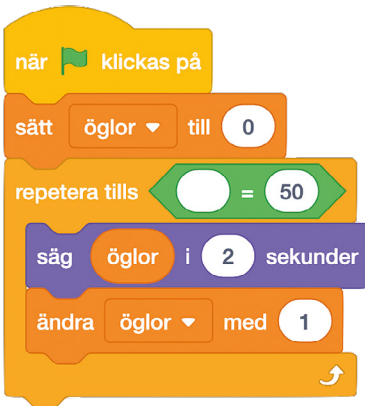 när klickas på
sätt öglor till 0
repetera tills = 50
säg öglor i 2 sekunder
ändra öglor med 1